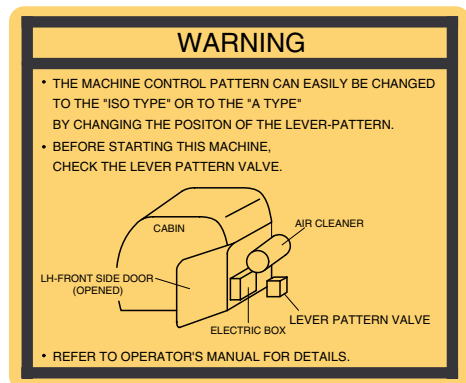 WARNING
• THE MACHINE CONTROL PATTERN CAN EASILY BE CHANGED
TO THE "ISO TYPE" OR TO THE "A TYPE"
BY CHANGING THE POSITON OF THE LEVER-PATTERN.
• BEFORE STARTING THIS MACHINE,
CHECK THE LEVER PATTERN VALVE.
CABIN
AIR CLEANER
LH-FRONT SIDE DOOR
(OPENED)
LEVER PATTERN VALVE
ELECTRIC BOX
• REFER TO OPERATOR'S MANUAL FOR DETAILS.